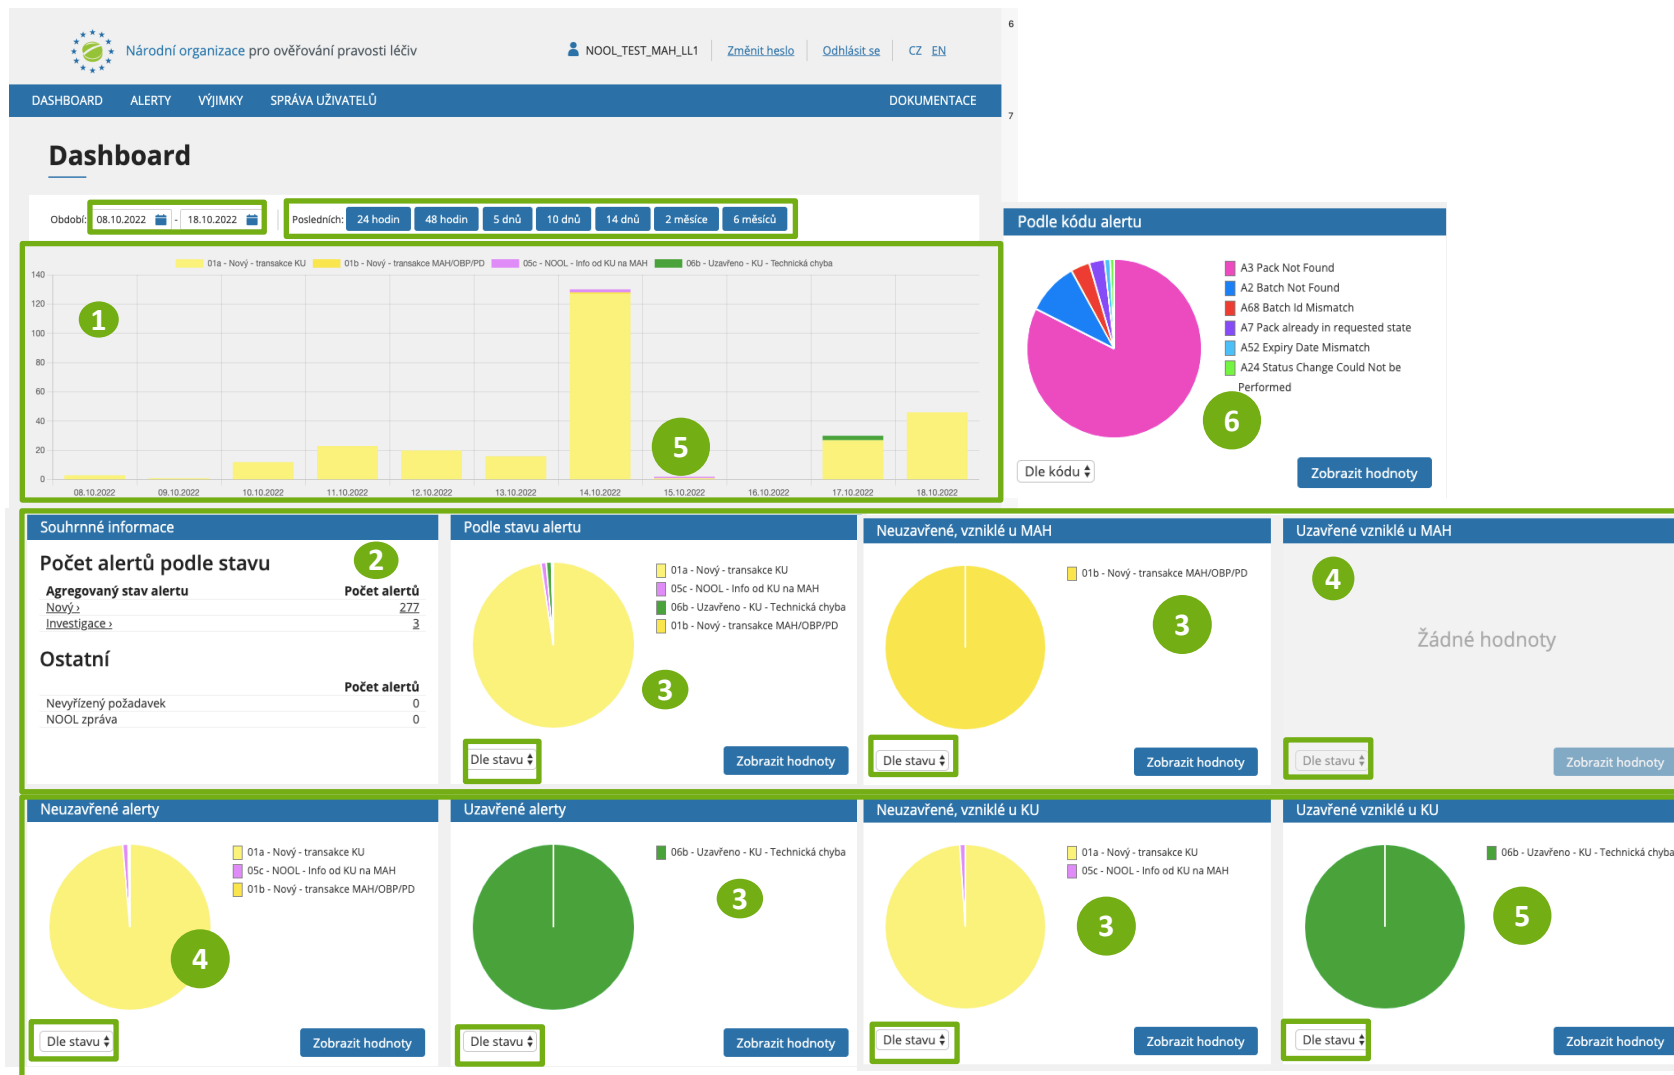 6
Národní organizace pro ověřování pravosti léčiv
NOOL_TEST_MAH_LL1
Změnit heslo
Odhlásit se
CZ EN
DASHBOARD ALERTY VÝJIMKY SPRÁVA UŽIVATELŮ DOKUMENTACE
7
Dashboard
Období: 08.10.2022 - 18.10.2022
Posledních: 24 hodin 48 hodin 5 dnů 10 dnů 14 dnů 2 měsíce 6 měsíců
01a - Nový - transakce KU 01b - Nový - transakce MAH/OBP/PD 05c - NOOL - Info od KU na MAH 06b - Uzavřeno - KU - Technická chyba
140
120
100
80
60
40
20
0
1
5
08.10.2022 09.10.2022 10.10.2022 11.10.2022 12.10.2022 13.10.2022 14.10.2022 15.10.2022 16.10.2022 17.10.2022 18.10.2022
Podle kódu alertu
A3 Pack Not Found
A2 Batch Not Found
A68 Batch Id Mismatch
A7 Pack already in requested state
A52 Expiry Date Mismatch
A24 Status Change Could Not be
Performed
6
Dle kódu
Zobrazit hodnoty
Souhrnné informace
Počet alertů podle stavu
2
Agregovaný stav alertu Počet alertů
Nový › 277
Investigace › 3
Ostatní
Počet alertů
Nevyřízený požadavek 0
NOOL zpráva 0
Podle stavu alertu
01a - Nový - transakce KU
05c - NOOL - Info od KU na MAH
06b - Uzavřeno - KU - Technická chyba
01b - Nový - transakce MAH/OBP/PD
3
Dle stavu
Zobrazit hodnoty
Neuzavřené, vzniklé u MAH
01b - Nový - transakce MAH/OBP/PD
3
Dle stavu
Zobrazit hodnoty
Uzavřené vzniklé u MAH
4
Žádné hodnoty
Dle stavu
Zobrazit hodnoty
Neuzavřené alerty
01a - Nový - transakce KU
05c - NOOL - Info od KU na MAH
01b - Nový - transakce MAH/OBP/PD
4
Dle stavu
Zobrazit hodnoty
Uzavřené alerty
06b - Uzavřeno - KU - Technická chyba
3
Dle stavu
Zobrazit hodnoty
Neuzavřené, vzniklé u KU
01a - Nový - transakce KU
05c - NOOL - Info od KU na MAH
3
Dle stavu
Zobrazit hodnoty
Uzavřené vzniklé u KU
06b - Uzavřeno - KU - Technická chyba
5
Dle stavu
Zobrazit hodnoty